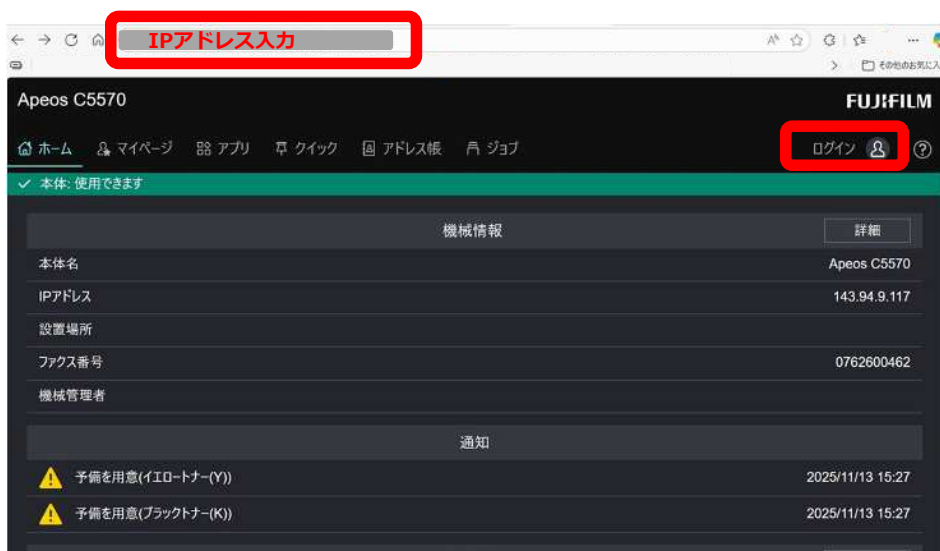 IPアドレス入力
その他のお気に入
Apeos C5570
FUJIFILM
ホーム マイページ アプリ クイック アドレス帳 ジョブ ログイン
本体: 使用できます
機械情報 詳細
本体名 Apeos C5570
IPアドレス 143.94.9.117
設置場所
ファクス番号 0762600462
機械管理者
通知
予備を用意(イエロートナー(Y)) 2025/11/13 15:27
予備を用意(ブラックトナー(K)) 2025/11/13 15:27